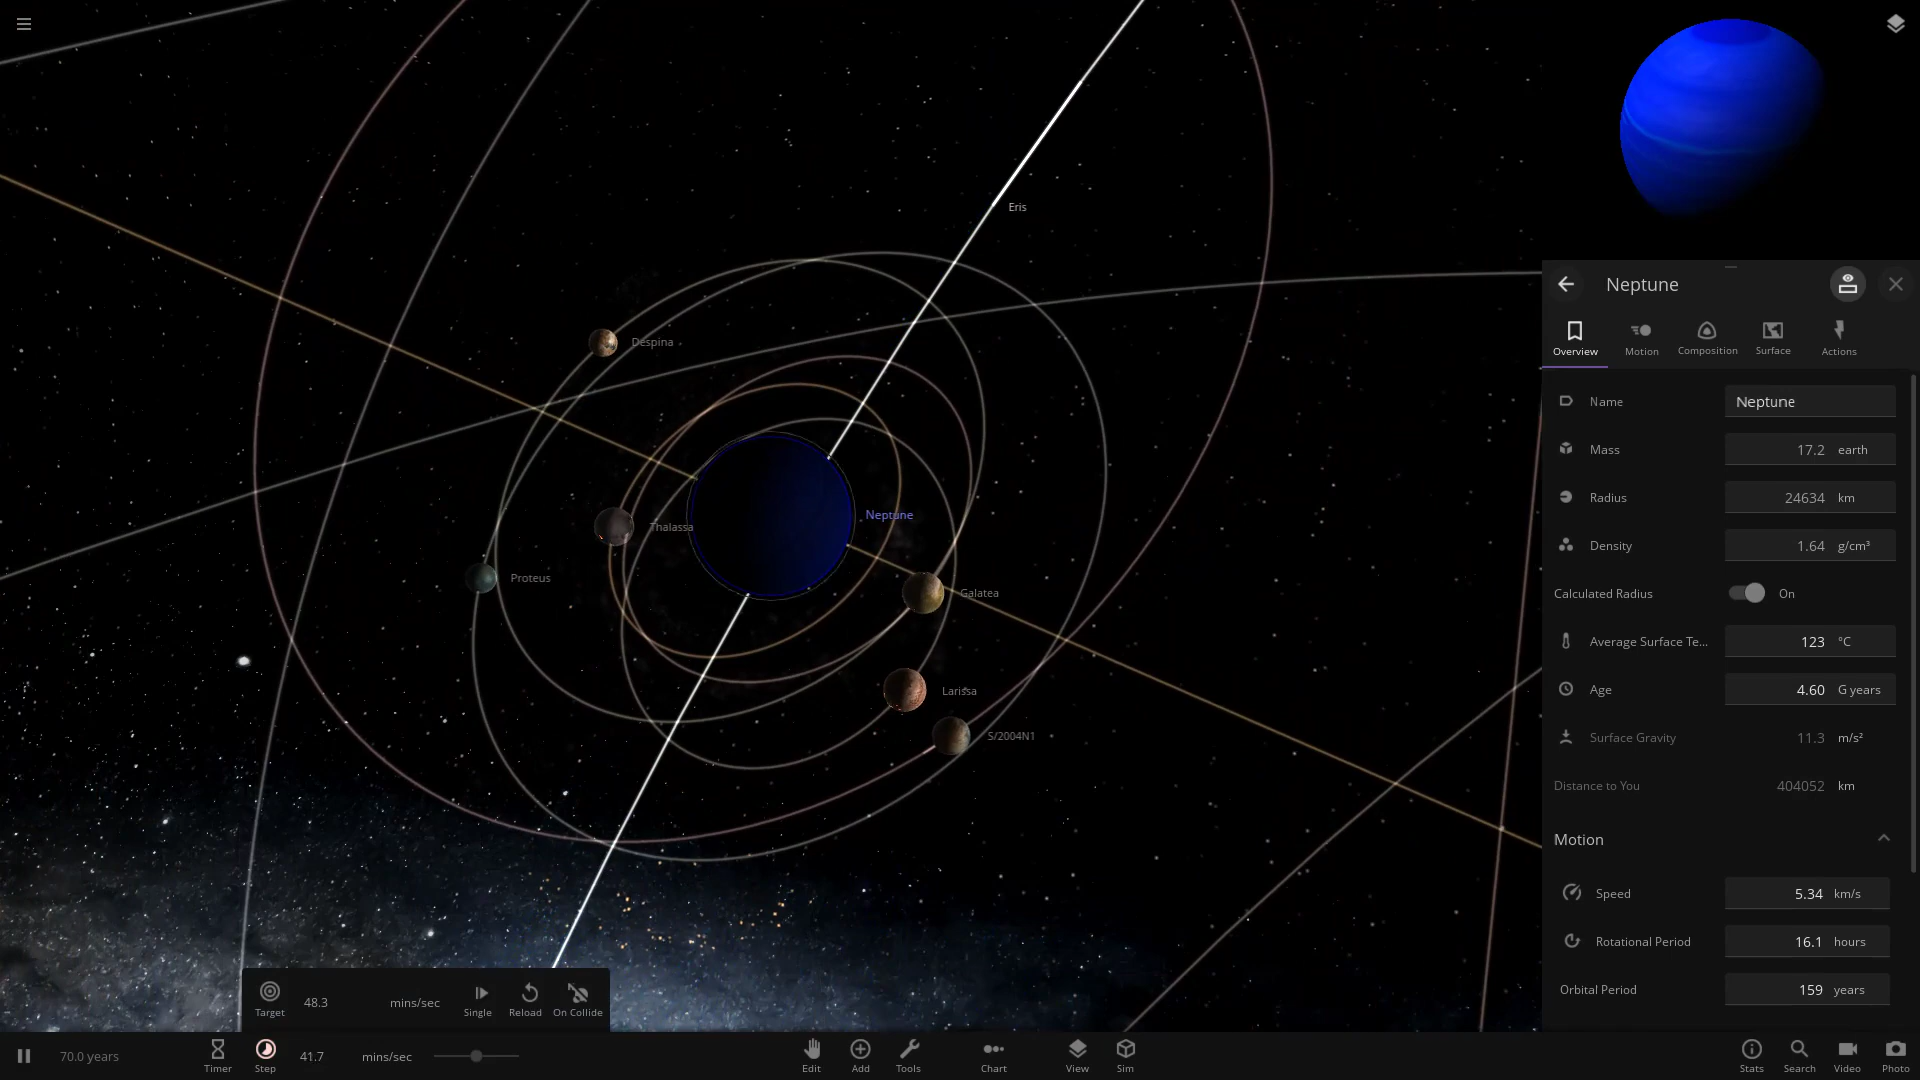 Eris
Despina
Thalassa
Neptune
Proteus
Galatea
Larissa
S/2004N1
Neptune
Overview
Motion
Composition
Surface
Actions
Name Neptune
Mass 17.2 earth
Radius 24634 km
Density 1.64 g/cm³
Calculated Radius On
Average Surface Te... 123 °C
Age 4.60 G years
Surface Gravity 11.3 m/s²
Distance to You 404052 km
Motion
Speed 5.34 km/s
Rotational Period 16.1 hours
Orbital Period 159 years
Target 48.3 mins/sec Single Reload On Collide
70.0 years Timer Step 41.7 mins/sec Edit Add Tools Chart View Sim Stats Search Video Photo